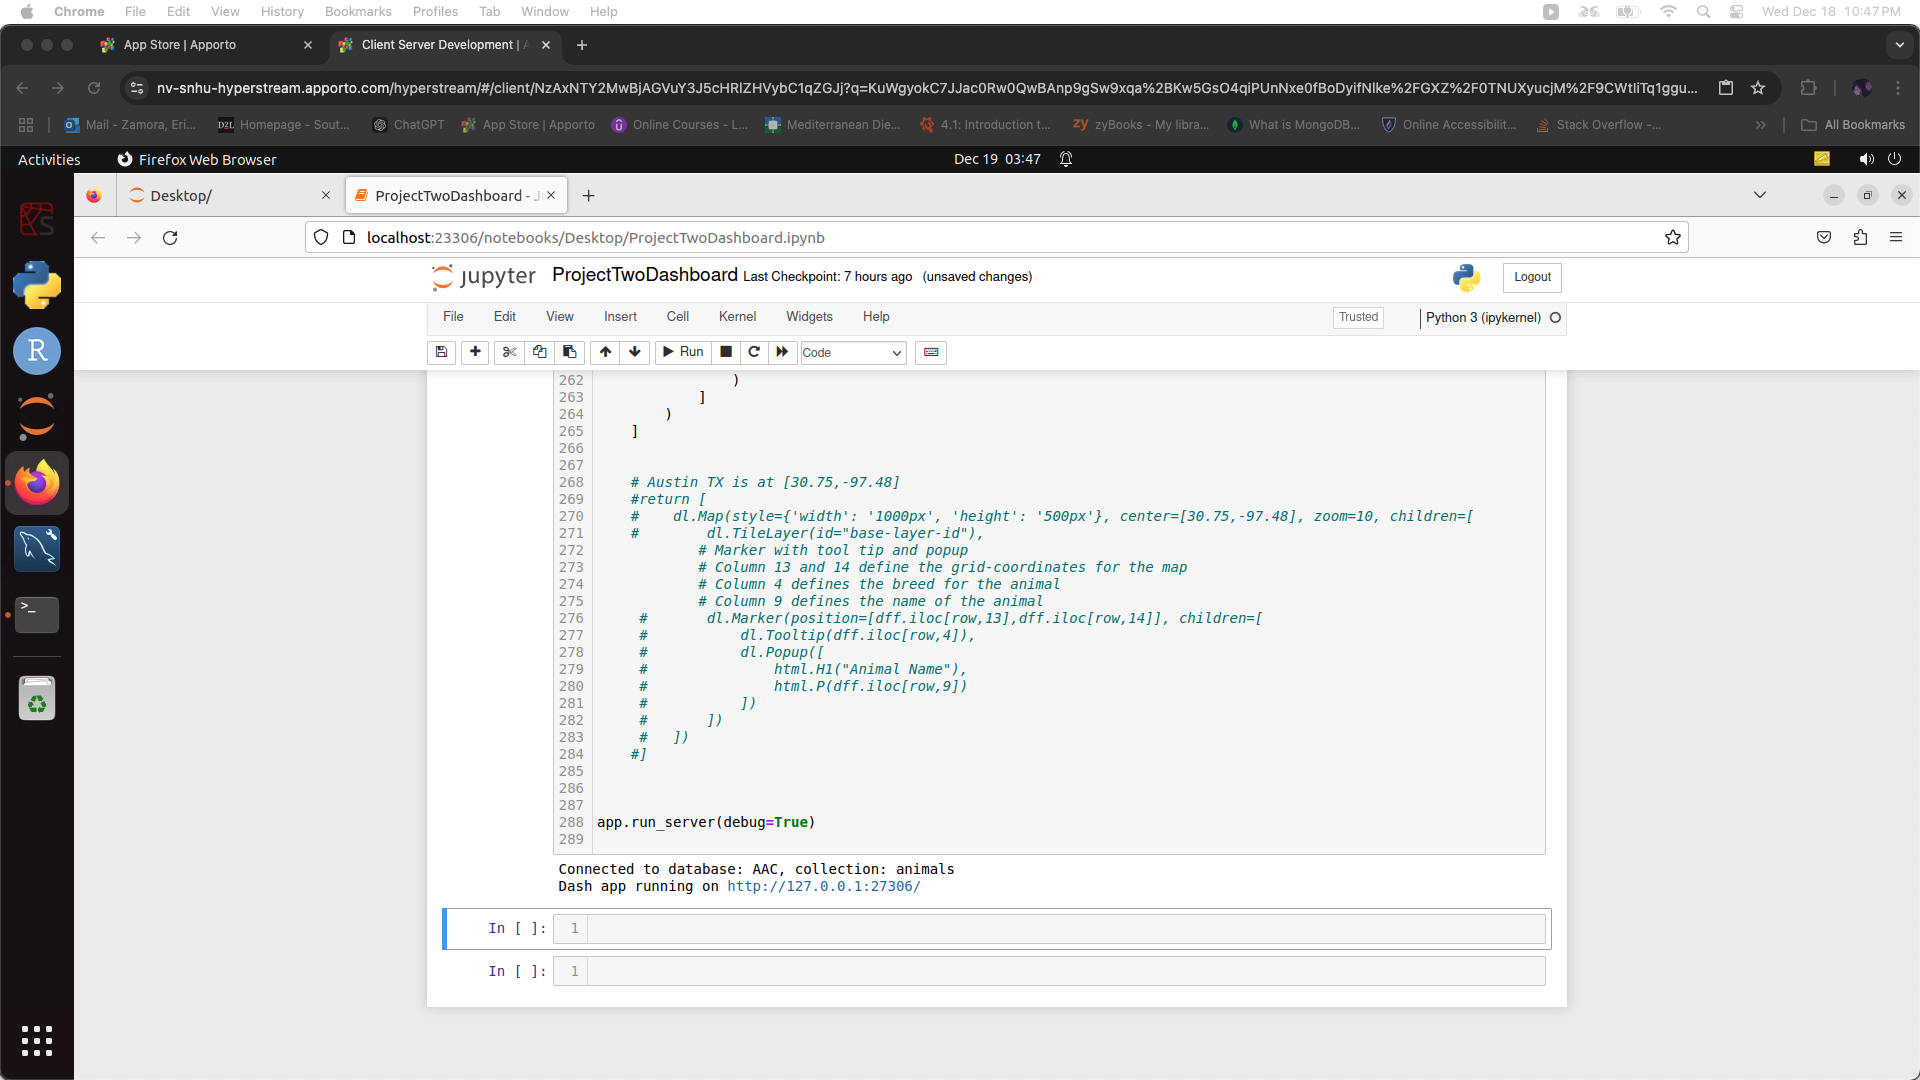 Chrome File Edit View History Bookmarks Profiles Tab Window Help Wed Dec 18 10:47 PM
App Store | Apporto
Client Server Development |
nv-snhu-hyperstream.apporto.com/hyperstream/#/client/
Mail - Zamora, Eri... Homepage - Sout... ChatGPT App Store | Apporto Online Courses - L... Mediterranean Die... 4.1: Introduction t... zyBooks - My libra... What is MongoDB... Online Accessibilit... Stack Overflow -... All Bookmarks
Activities Firefox Web Browser Dec 19 03:47
Desktop/ ProjectTwoDashboard -
localhost:23306/notebooks/Desktop/ProjectTwoDashboard.ipynb
jupyter ProjectTwoDashboard Last Checkpoint: 7 hours ago (unsaved changes) Logout
File Edit View Insert Cell Kernel Widgets Help Trusted Python 3 (ipykernel)
Run Code
262 )
263 ]
264 )
265 ]
266
267
268 # Austin TX is at [30.75,-97.48]
269 #return [
270 # dl.Map(style={'width': '1000px', 'height': '500px'}, center=[30.75,-97.48], zoom=10, children=[
271 # dl.TileLayer(id="base-layer-id"),
272 # Marker with tool tip and popup
273 # Column 13 and 14 define the grid-coordinates for the map
274 # Column 4 defines the breed for the animal
275 # Column 9 defines the name of the animal
276 # dl.Marker(position=[dff.iloc[row,13],dff.iloc[row,14]], children=[
277 # dl.Tooltip(dff.iloc[row,4]),
278 # dl.Popup([
279 # html.H1("Animal Name"),
280 # html.P(dff.iloc[row,9])
281 # ])
282 # ])
283 # ])
284 #]
285
286
287
288 app.run_server(debug=True)
289
Connected to database: AAC, collection: animals
Dash app running on http://127.0.0.1:27306/
In [ ]: 1
In [ ]: 1